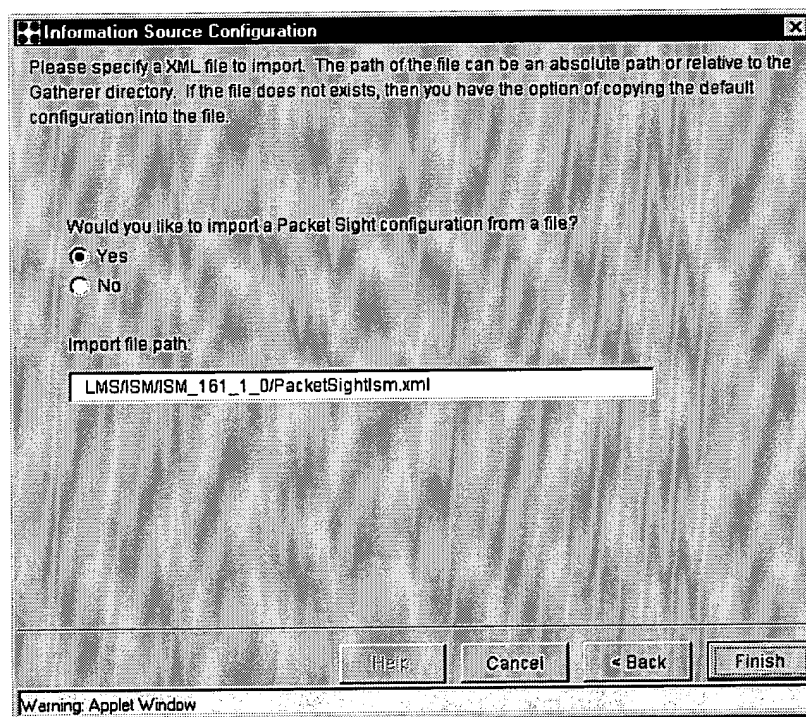 Information Source Configuration
Please specify a XML file to import. The path of the file can be an absolute path or relative to the
Gatherer directory. If the file does not exists, then you have the option of copying the default
configuration into the file.
Would you like to import a Packet Sight configuration from a file?
Yes
No
Import file path:
LMS/ISM/ISM_161_1_0/PacketSightIsm.xml
Help
Cancel
< Back
Finish
Warning: Applet Window